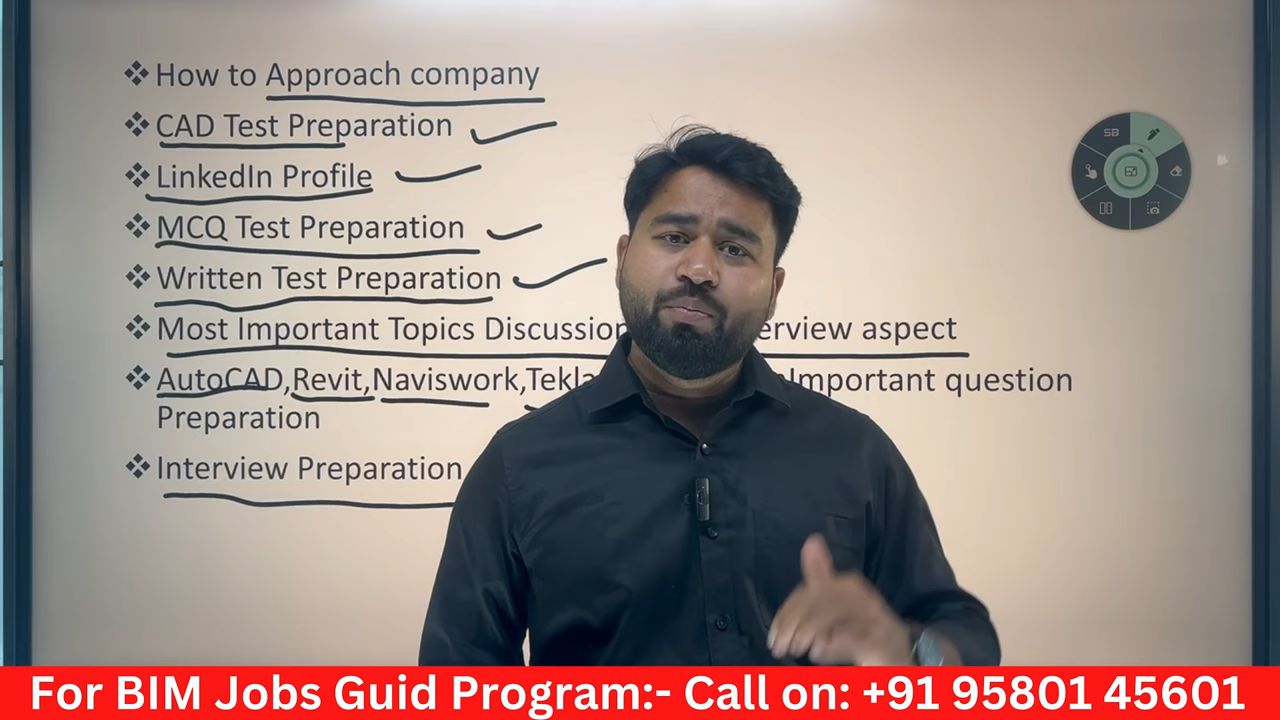 ❖ How to Approach company
❖ CAD Test Preparation
❖ LinkedIn Profile
❖ MCQ Test Preparation
❖ Written Test Preparation
❖ Most Important Topics Discussion erview aspect
❖ AutoCAD,Revit,Naviswork,Tekla Important question
Preparation
❖ Interview Preparation
SB
For BIM Jobs Guid Program:- Call on: +91 95801 45601